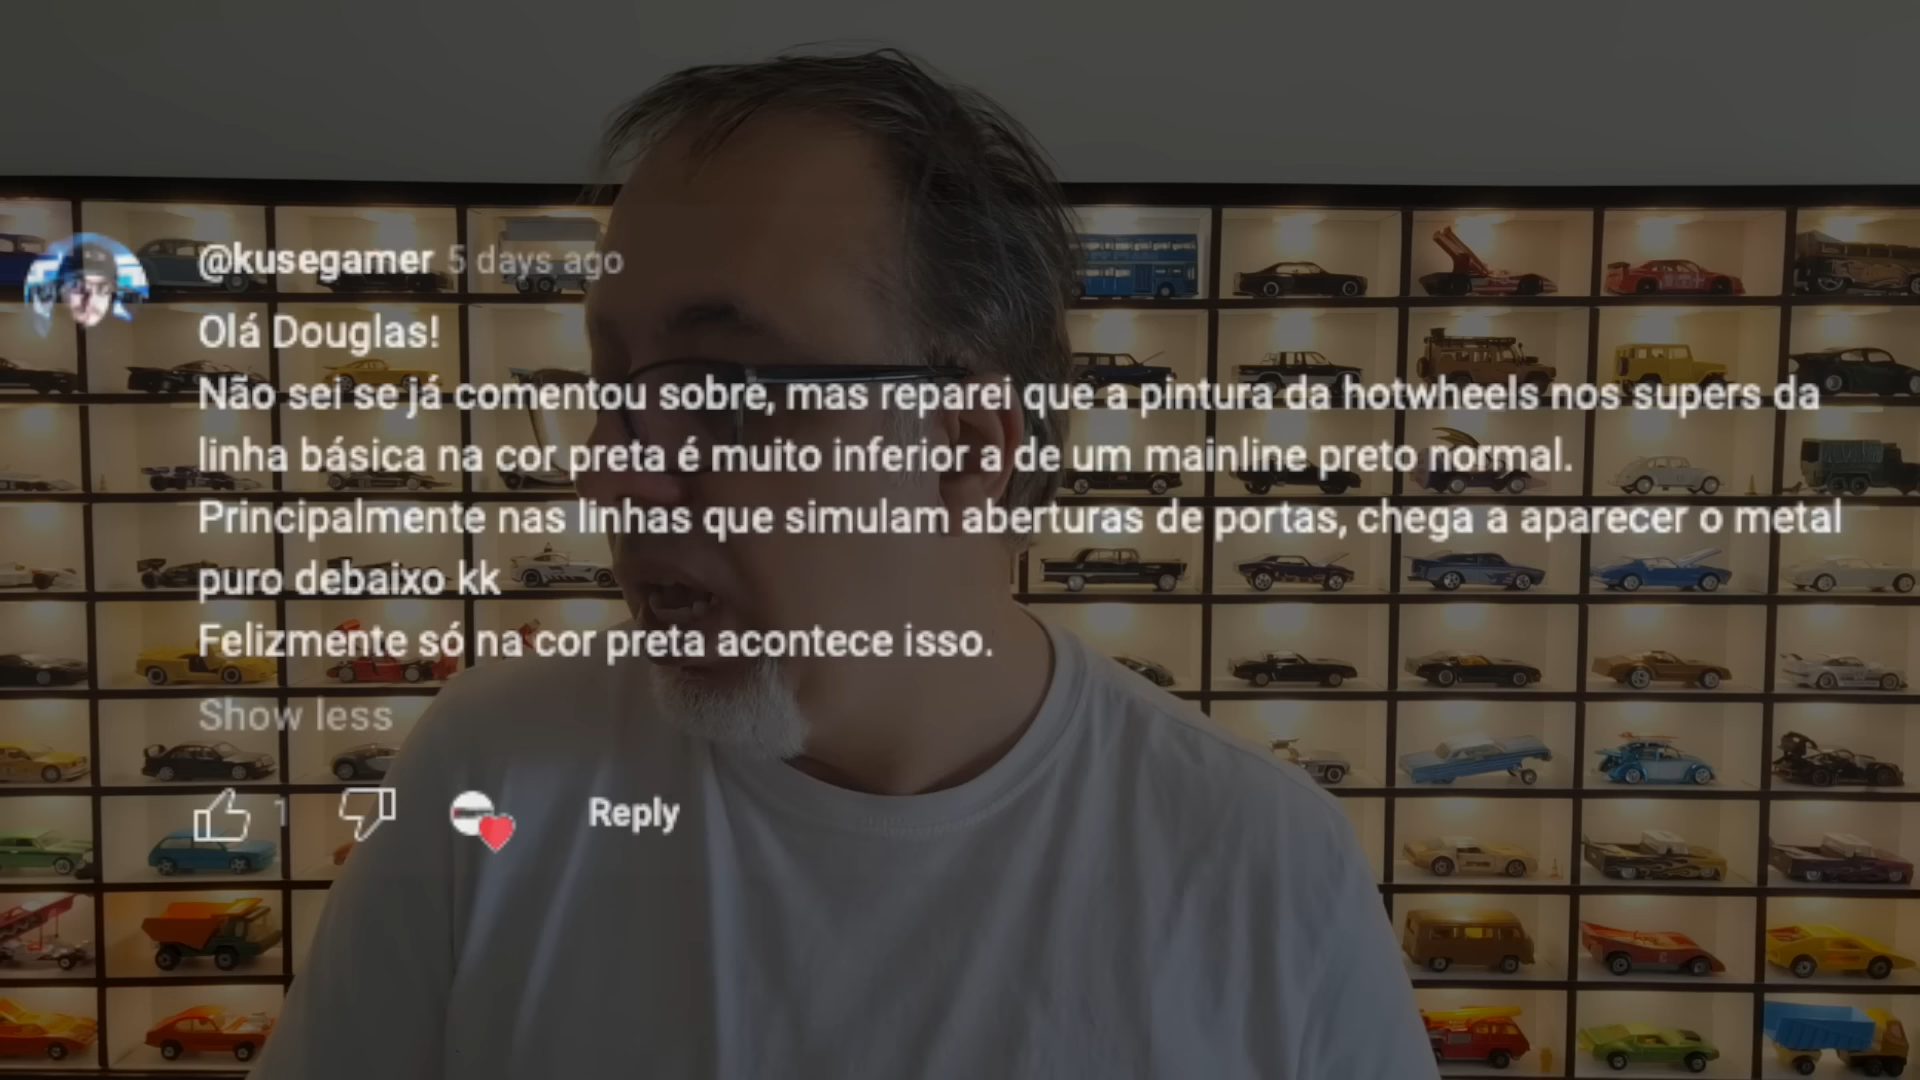 @kusegamer 5 days ago
Olá Douglas!
Não sei se já comentou sobre, mas reparei que a pintura da hotwheels nos supers da
linha básica na cor preta é muito inferior a de um mainline preto normal.
Principalmente nas linhas que simulam aberturas de portas, chega a aparecer o metal
puro debaixo kk
Felizmente só na cor preta acontece isso.
Show less
1 Reply